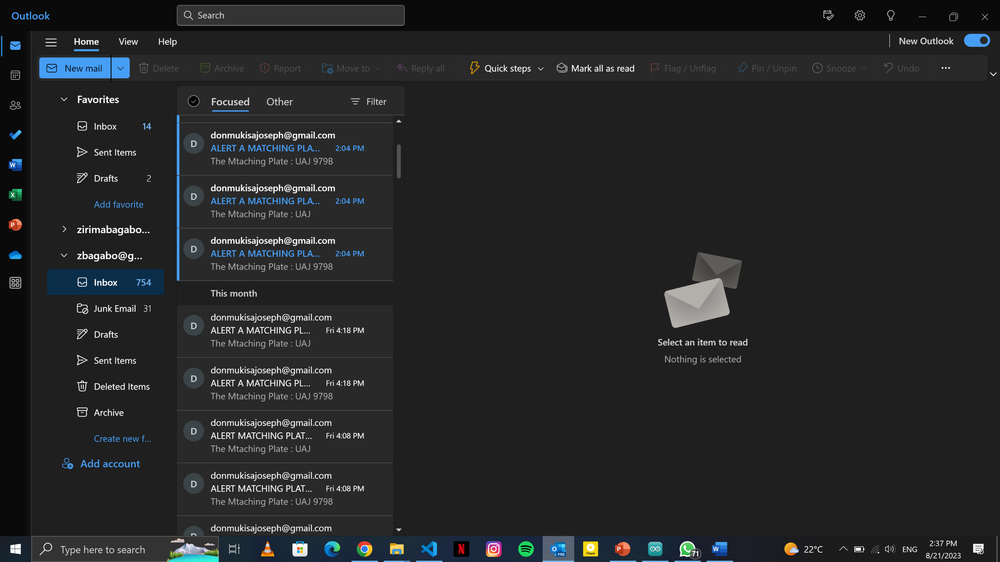 Outlook
Search
Home View Help
New Outlook
New mail Delete Archive Report Move to Reply all Quick steps Mark all as read Flag / Unflag Pin / Unpin Snooze Undo
Favorites
Inbox 14
Sent Items
Drafts 2
Add favorite
zirimabagabo...
zbagabo@g...
Inbox 754
Junk Email 31
Drafts
Sent Items
Deleted Items
Archive
Create new f...
Add account
Focused Other Filter
donmukisajoseph@gmail.com
D
ALERT A MATCHING PLA... 2:04 PM
The Mtaching Plate : UAJ 979B
donmukisajoseph@gmail.com
D
ALERT A MATCHING PLA... 2:04 PM
The Mtaching Plate : UAJ
donmukisajoseph@gmail.com
D
ALERT A MATCHING PLA... 2:04 PM
The Mtaching Plate : UAJ 9798
This month
donmukisajoseph@gmail.com
D
ALERT A MATCHING PL... Fri 4:18 PM
The Mtaching Plate : UAJ
donmukisajoseph@gmail.com
D
ALERT A MATCHING PL... Fri 4:18 PM
The Mtaching Plate : UAJ 9798
donmukisajoseph@gmail.com
D
ALERT MATCHING PLAT... Fri 4:08 PM
The Mtaching Plate : UAJ
donmukisajoseph@gmail.com
D
ALERT MATCHING PLAT... Fri 4:08 PM
The Mtaching Plate : UAJ 9798
donmukisajoseph@gmail.com
Select an item to read
Nothing is selected
Type here to search
71
22°C
ENG
2:37 PM
8/21/2023